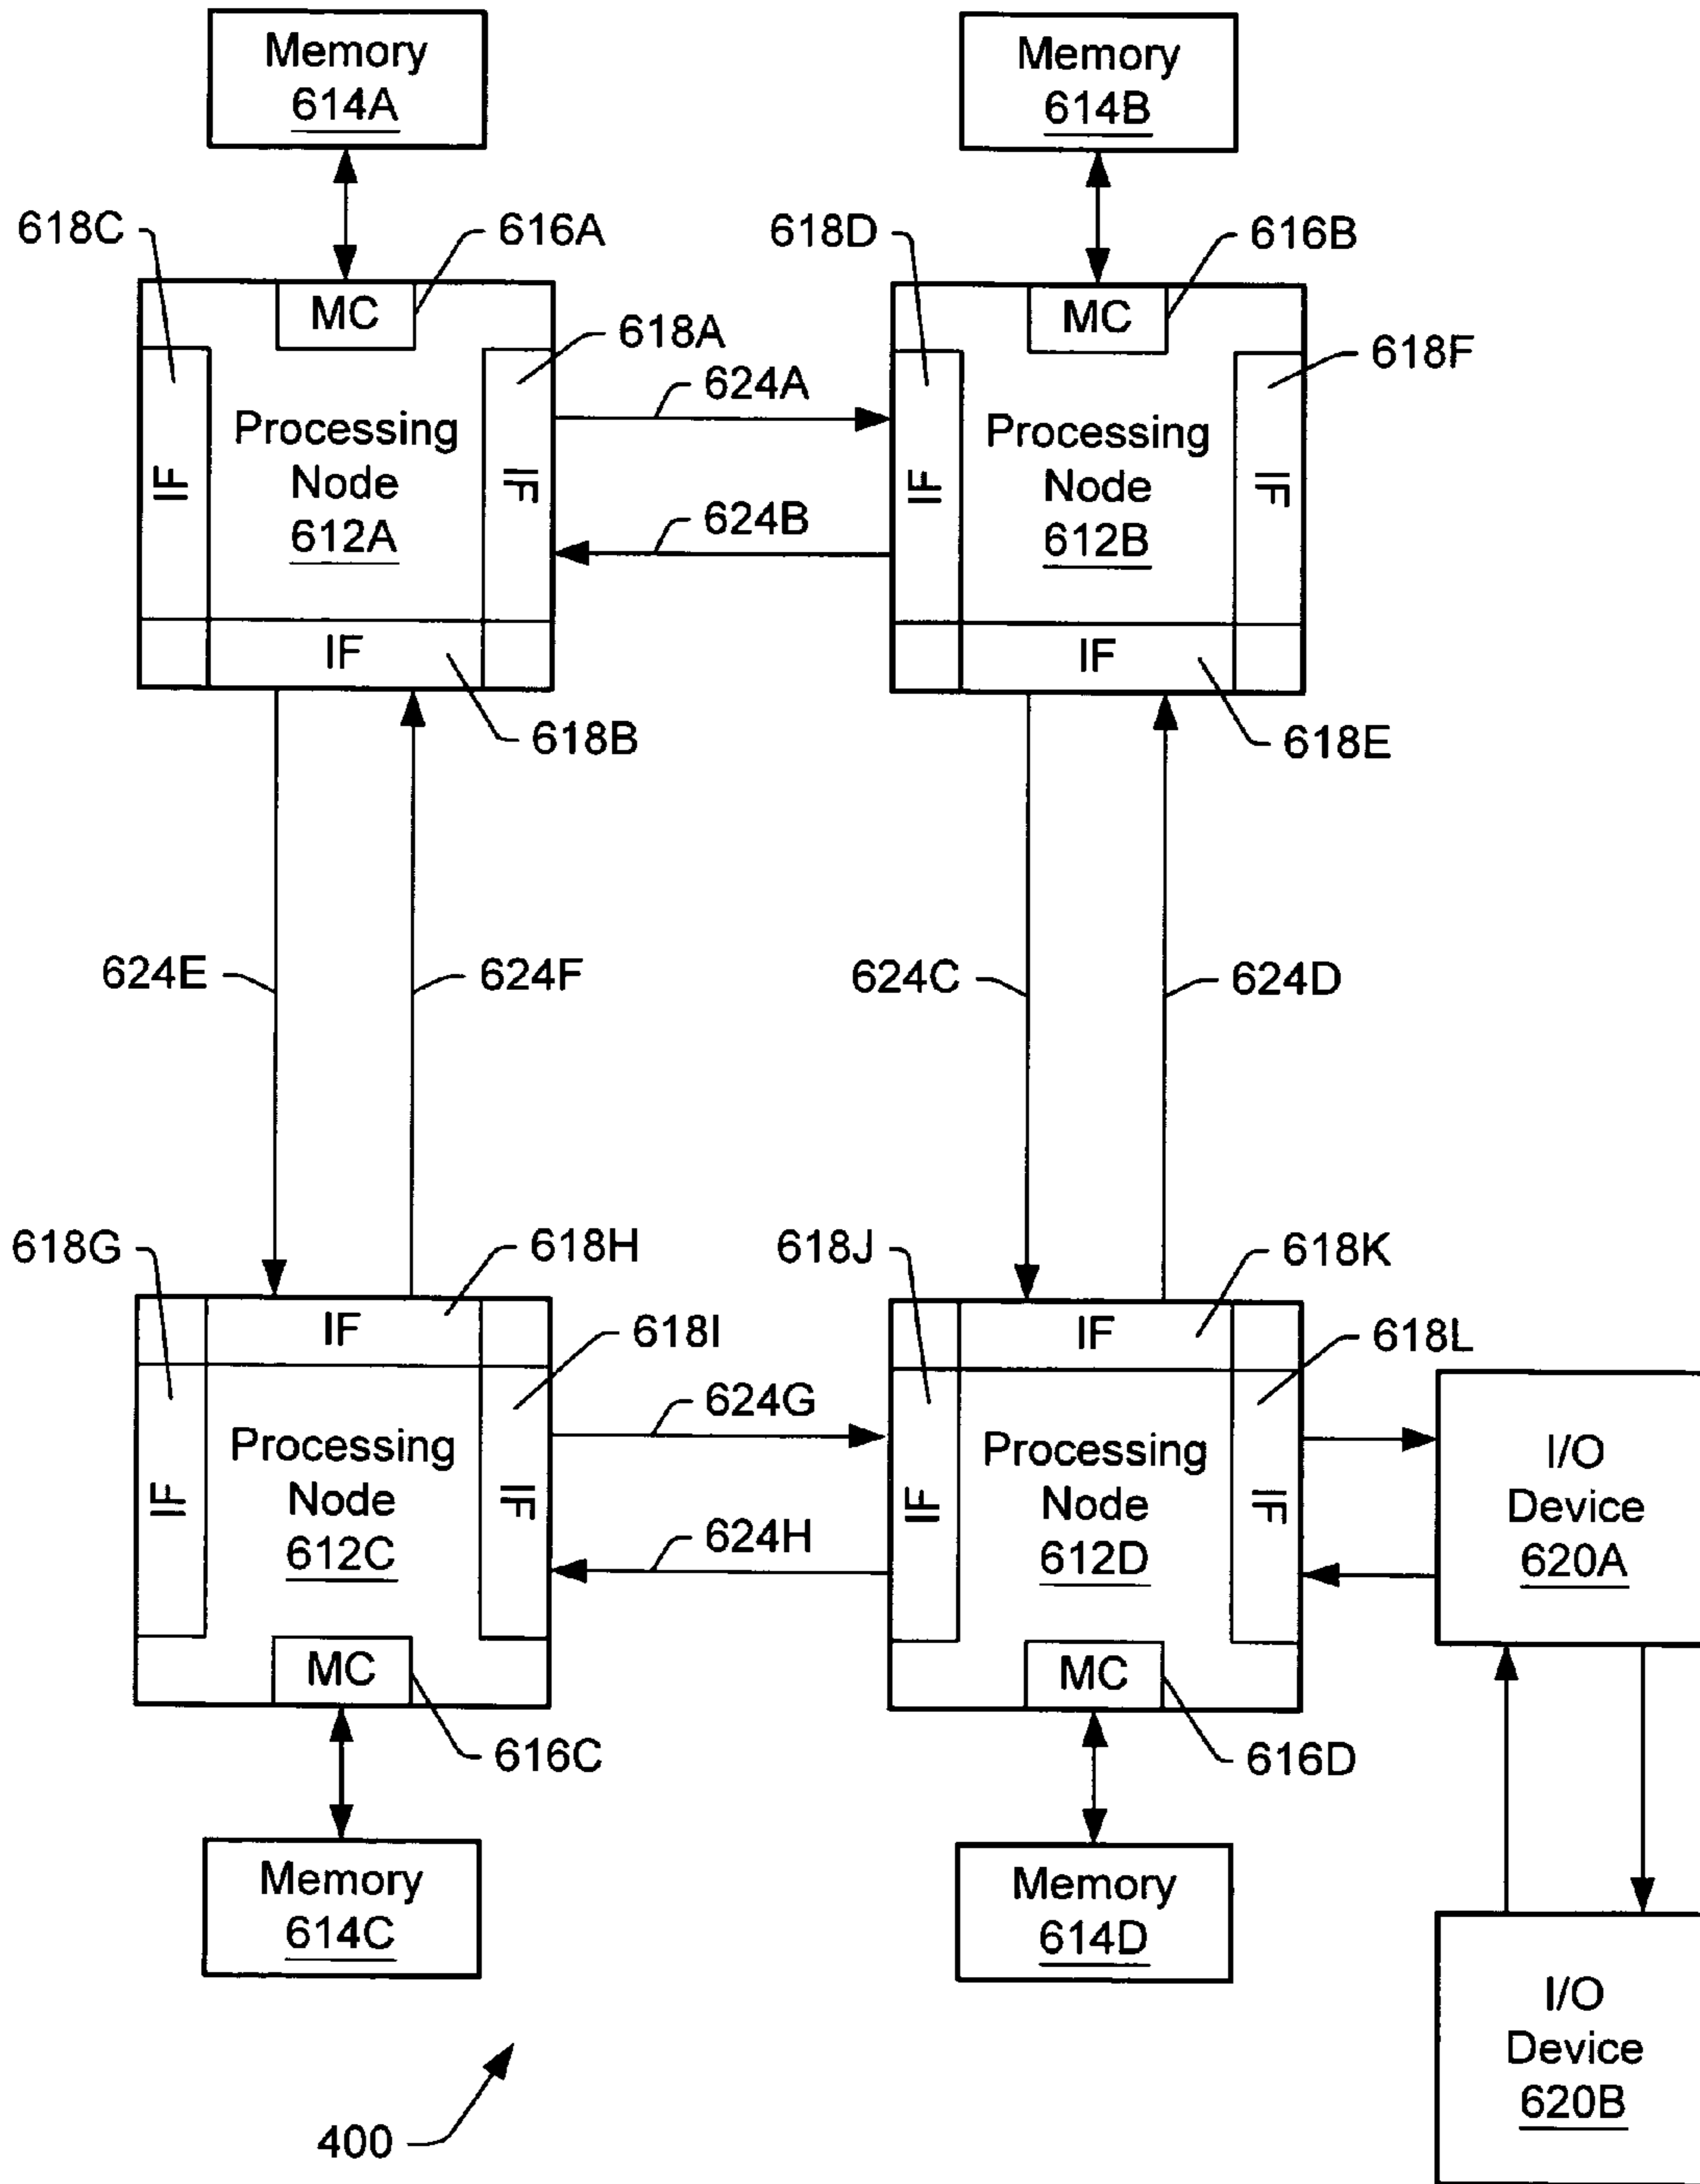 Memory
614A
Memory
614B
618C
616A
618D
616B
MC
MC
618A
618F
624A
Processing
Node
612A
Processing
Node
612B
IF
IF
IF
IF
624B
IF
IF
618B
618E
624E
624F
624C
624D
618G
618H
618J
618K
IF
IF
618I
618L
624G
Processing
Node
612C
Processing
Node
612D
I/O
Device
620A
IF
IF
IF
IF
624H
MC
MC
616C
616D
Memory
614C
Memory
614D
I/O
Device
620B
400